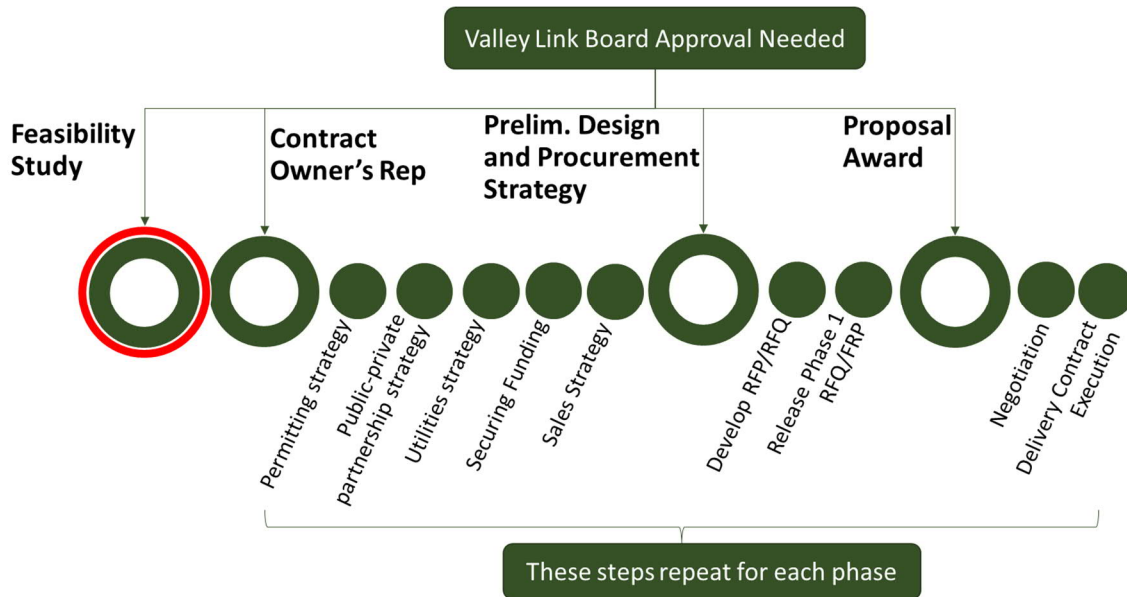 Valley Link Board Approval Needed
Feasibility
Study
Contract
Owner's Rep
Prelim. Design
and Procurement
Strategy
Proposal
Award
Permitting strategy
Public-private
partnership strategy
Utilities strategy
Securing Funding
Sales Strategy
Develop RFP/RFQ
Release Phase 1
RFQ/FRP
Negotiation
Delivery Contract
Execution
These steps repeat for each phase